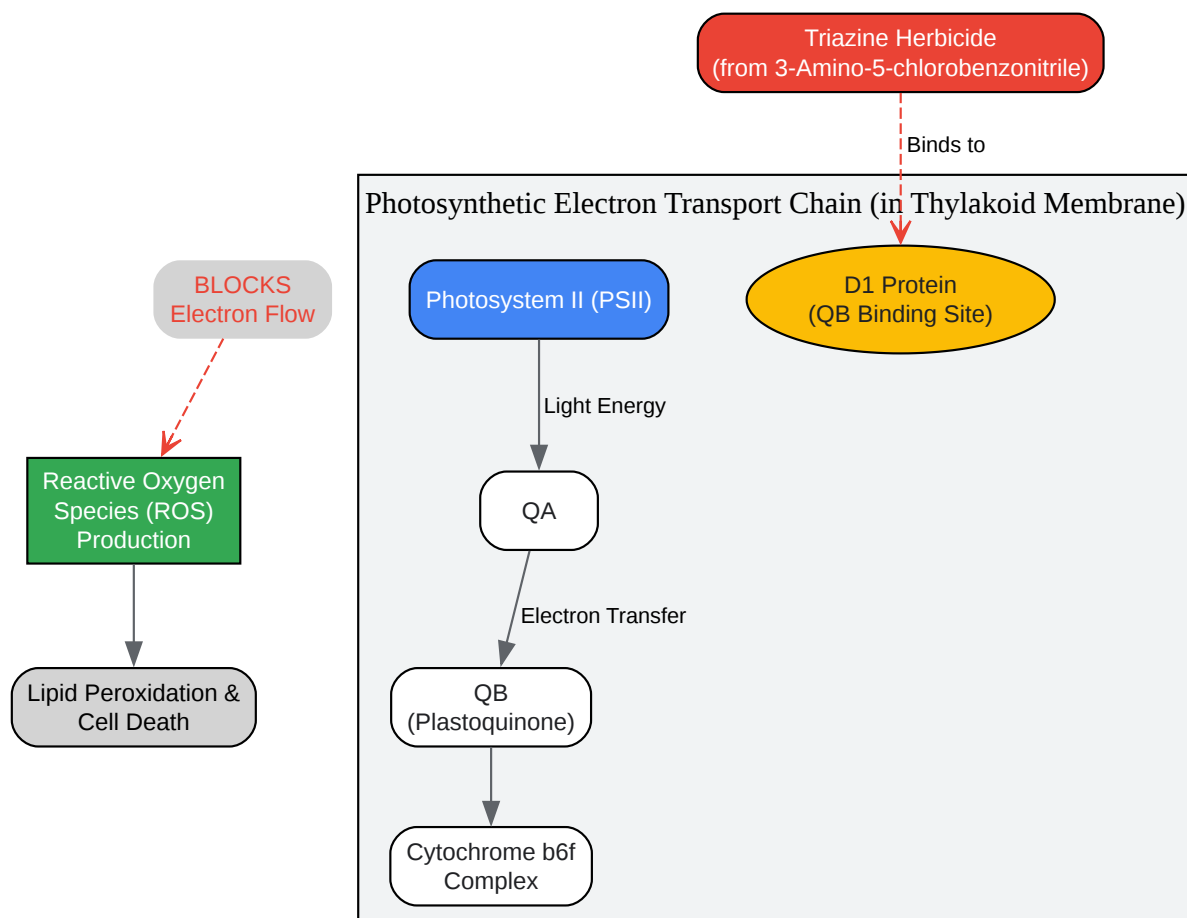 Triazine Herbicide
(from 3-Amino-5-chlorobenzonitrile)
Binds to
Photosynthetic Electron Transport Chain (in Thylakoid Membrane)
BLOCKS
Electron Flow
Photosystem II (PSII)
D1 Protein
(QB Binding Site)
Light Energy
Reactive Oxygen
Species (ROS)
Production
QA
Electron Transfer
Lipid Peroxidation &
Cell Death
QB
(Plastoquinone)
Cytochrome b6f
Complex